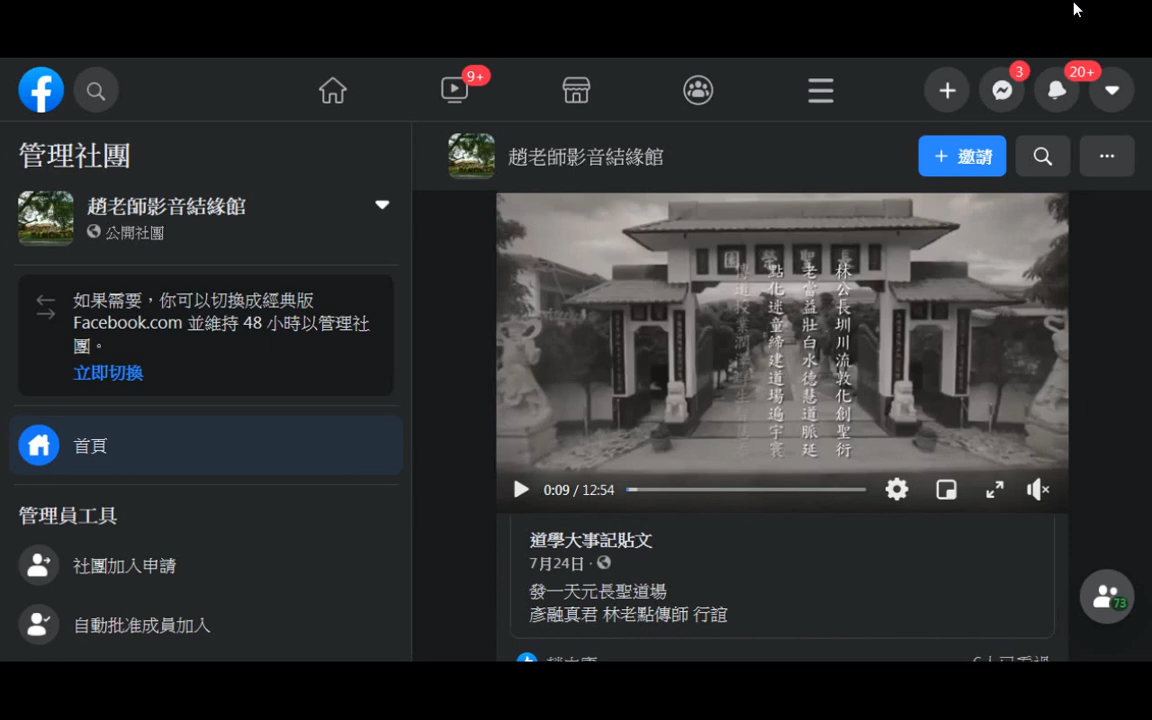 9+
3
20+
管理社團
趙老師影音結緣館
公開社團
如果需要，你可以切換成經典版
Facebook.com 並維持 48 小時以管理社
團。
立即切換
首頁
管理員工具
社團加入申請
自動批准成員加入
趙老師影音結緣館
+ 邀請
林公長圳川流敦化創聖衍
老當益壯白水德慧道脈延
點化迷童締建道場遍宇寰
0:09 / 12:54
道學大事記貼文
7月24日 ·
發一天元長聖道場
彥融真君 林老點傳師 行誼
73